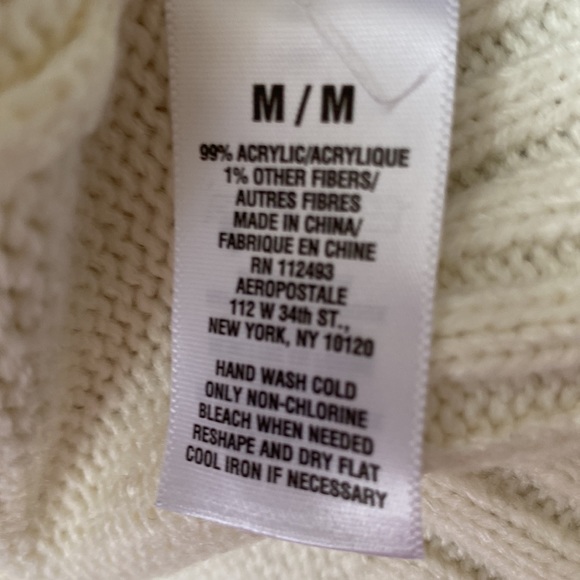 M / M
99% ACRYLIC/ACRYLIQUE
1% OTHER FIBERS/
AUTRES FIBRES
MADE IN CHINA/
FABRIQUE EN CHINE
RN 112493
AEROPOSTALE
112 W 34th ST.,
NEW YORK, NY 10120
HAND WASH COLD
ONLY NON-CHLORINE
BLEACH WHEN NEEDED
RESHAPE AND DRY FLAT
COOL IRON IF NECESSARY